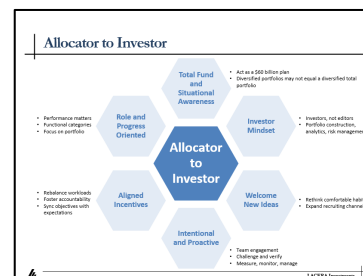 Allocator to Investor
Total Fund
and
Situational
Awareness
• Act as a $60 billion plan
• Diversified portfolios may not equal a diversified total
portfolio
• Performance matters
• Functional categories
• Focus on portfolio
Role and
Progress
Oriented
Investor
Mindset
• Investors, not editors
• Portfolio construction,
analytics, risk manageme
Allocator
to
Investor
• Rebalance workloads
• Foster accountability
• Sync objectives with
expectations
Aligned
Incentives
Welcome
New Ideas
• Rethink comfortable habi
• Expand recruiting channe
Intentional
and Proactive
• Team engagement
• Challenge and verify
• Measure, monitor, manage
LACERA Investments